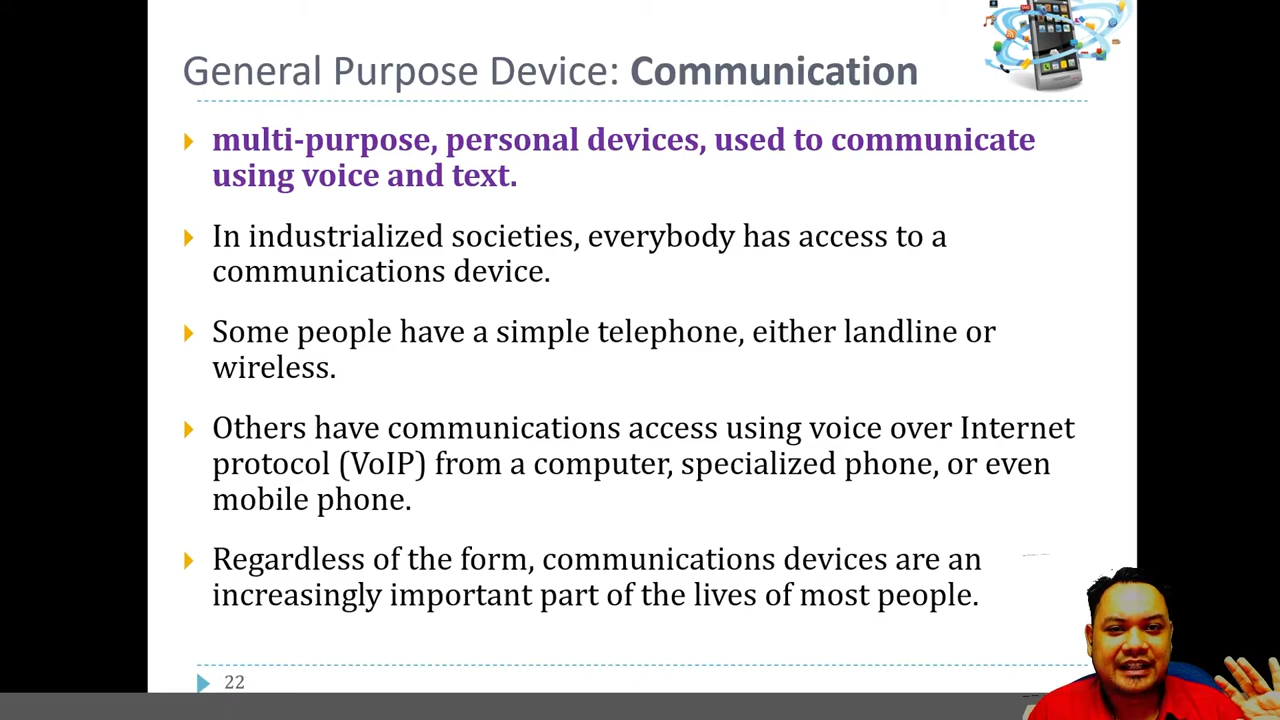 General Purpose Device: Communication
multi-purpose, personal devices, used to communicate
using voice and text.
In industrialized societies, everybody has access to a
communications device.
Some people have a simple telephone, either landline or
wireless.
Others have communications access using voice over Internet
protocol (VoIP) from a computer, specialized phone, or even
mobile phone.
Regardless of the form, communications devices are an
increasingly important part of the lives of most people.
22